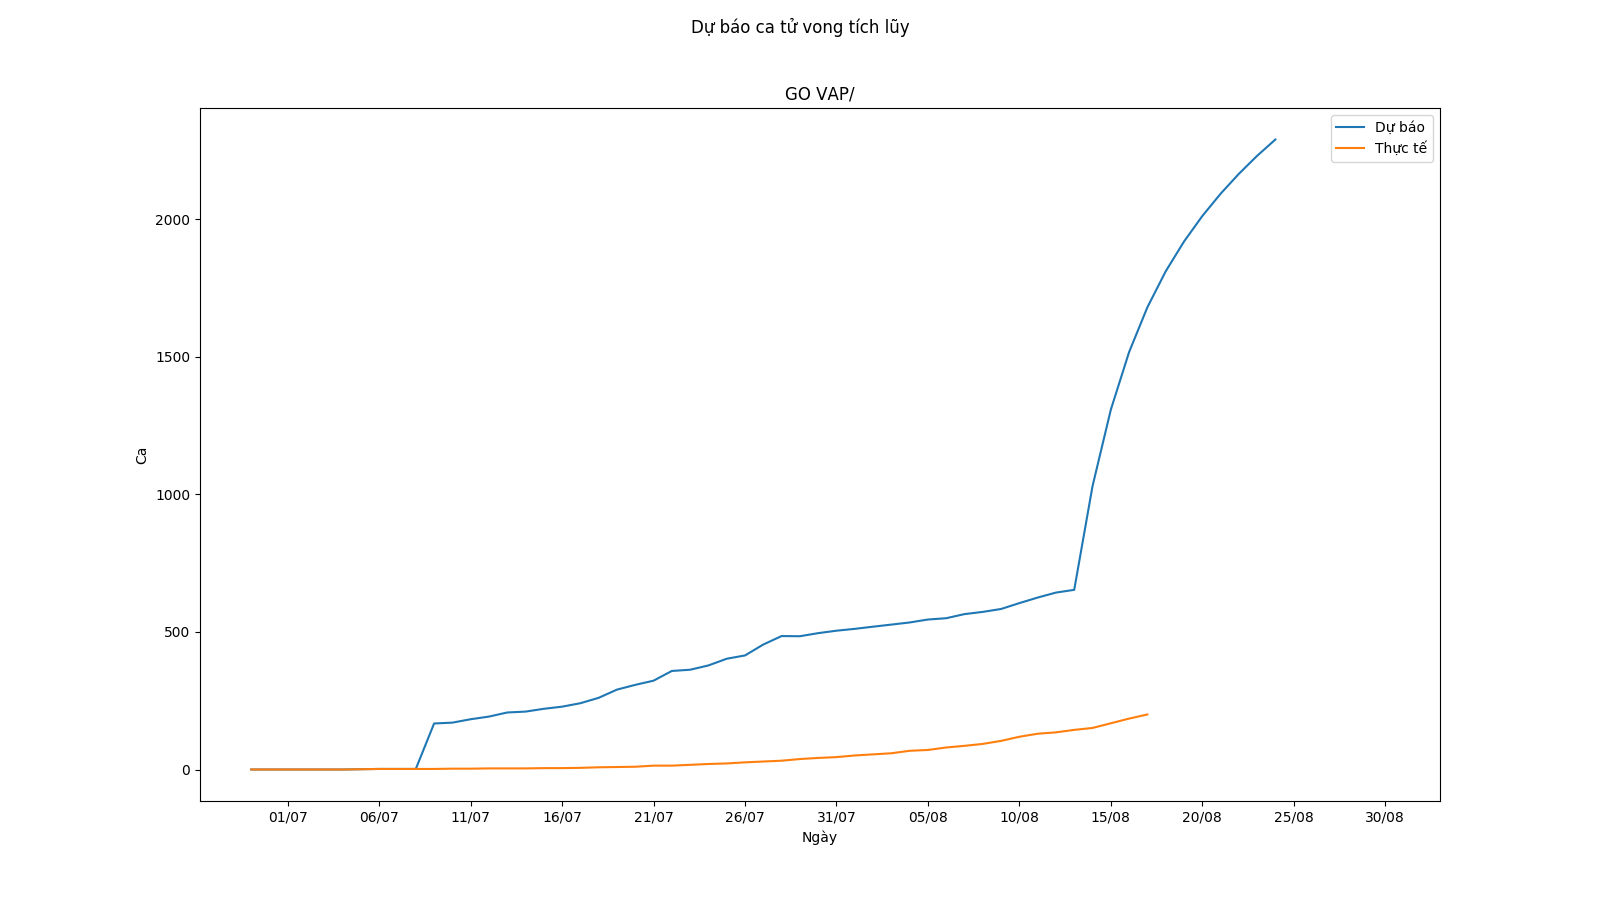 Dự báo ca tử vong tích lũy
GO VAP/
Dự báo
Thực tế
2000
1500
1000
500
0
Ca
01/07 06/07 11/07 16/07 21/07 26/07 31/07 05/08 10/08 15/08 20/08 25/08 30/08
Ngày